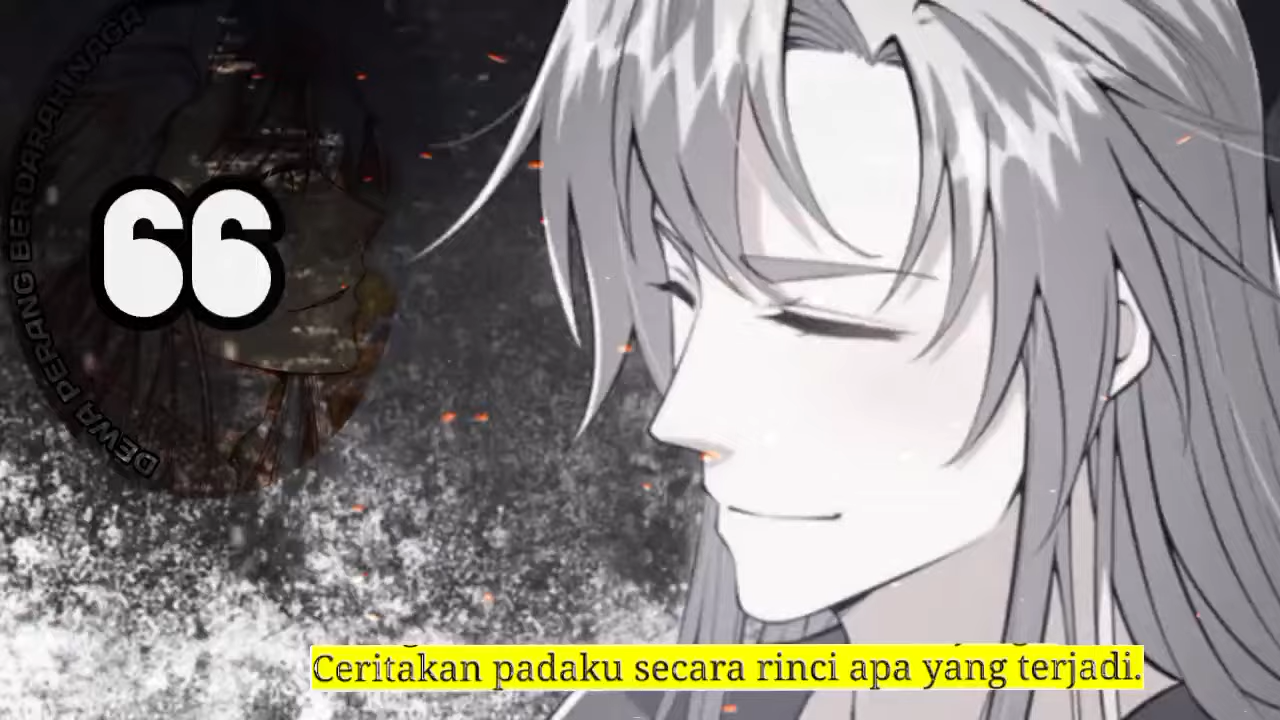 DEWA PERANG BERDARAH NAGA
66
Ceritakan padaku secara rinci apa yang terjadi.